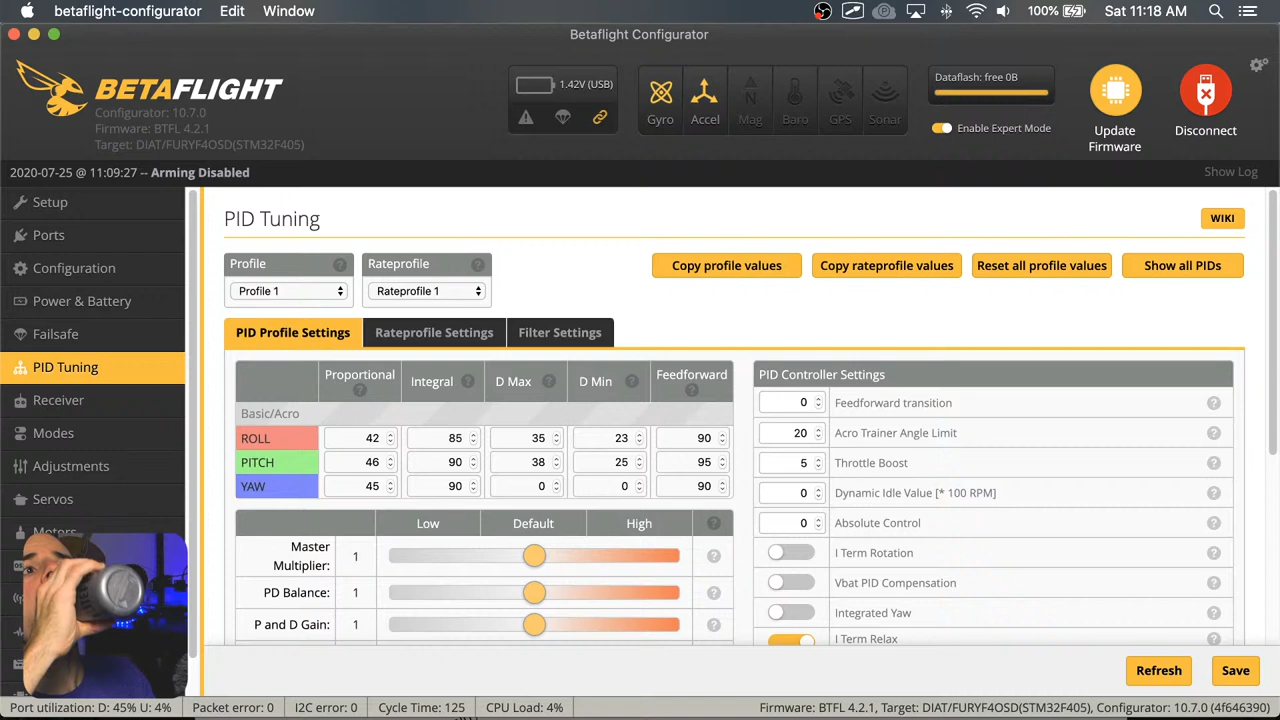 betaflight-configurator Edit Window 100% Sat 11:18 AM
Betaflight Configurator
BETAFLIGHT
Configurator: 10.7.0
Firmware: BTFL 4.2.1
Target: DIAT/FURYF4OSD(STM32F405)
1.42V (USB)
Gyro Accel Mag Baro GPS Sonar
Dataflash: free 0B
Enable Expert Mode
Update
Firmware
Disconnect
2020-07-25 @ 11:09:27 -- Arming Disabled
Show Log
Setup
Ports
Configuration
Power & Battery
Failsafe
PID Tuning
Receiver
Modes
Adjustments
Servos
Motors
PID Tuning
WIKI
Profile
Profile 1
Rateprofile
Rateprofile 1
Copy profile values
Copy rateprofile values
Reset all profile values
Show all PIDs
PID Profile Settings
Rateprofile Settings
Filter Settings
Proportional Integral D Max D Min Feedforward
Basic/Acro
ROLL 42 85 35 23 90
PITCH 46 90 38 25 95
YAW 45 90 0 0 90
Low Default High
Master
Multiplier: 1
PD Balance: 1
P and D Gain: 1
PID Controller Settings
0 Feedforward transition
20 Acro Trainer Angle Limit
5 Throttle Boost
0 Dynamic Idle Value [* 100 RPM]
0 Absolute Control
I Term Rotation
Vbat PID Compensation
Integrated Yaw
I Term Relax
Refresh
Save
Port utilization: D: 45% U: 4% Packet error: 0 I2C error: 0 Cycle Time: 125 CPU Load: 4% Firmware: BTFL 4.2.1, Target: DIAT/FURYF4OSD(STM32F405), Configurator: 10.7.0 (4f646390)